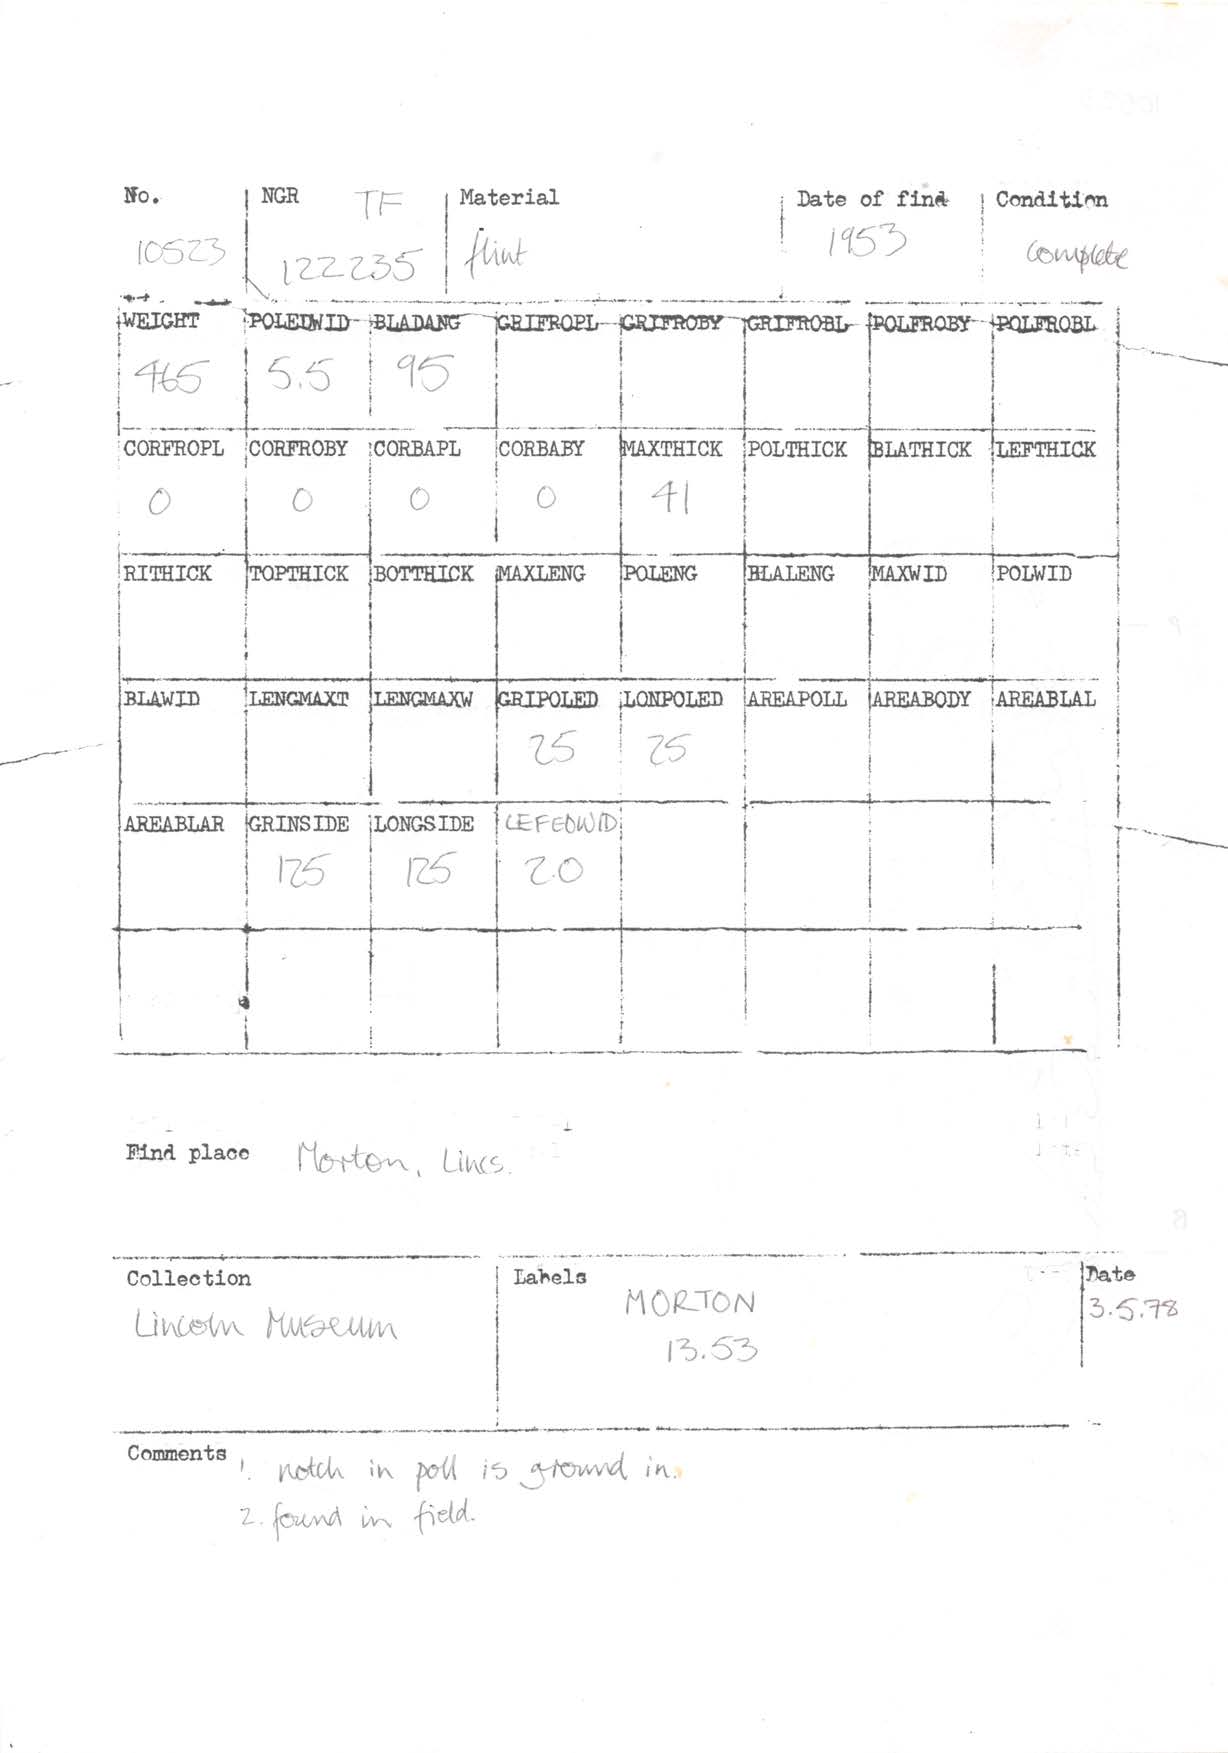 No. NGR TF Material Date of find Condition
10523 122235 flint 1953 complete
WEIGHT POLEDWID BLADANG GRIFROPL GRIFROBY GRIFROBL POLFROBY POLFROBL
465 5.5 95
CORFROPL CORFROBY CORBAPL CORBABY MAXTHICK POLTHICK BLATHICK LEFTHICK
0 0 0 0 41
RITHICK TOPTHICK BOTTHICK MAXLENG POLENG BLALENG MAXWID POLWID
BLAWID LENGMAXT LENGMAXW GRIPOLED LONPOLED AREAPOLL AREABODY AREABLAL
25 25
AREABLAR GRINSIDE LONGSIDE LEFEDWID
125 125 2.0
Find place Morton, Lincs.
Collection Labels Date
Lincoln Museum MORTON 3.5.78
13.53
Comments 1. notch in poll is ground in.
2. found in field.